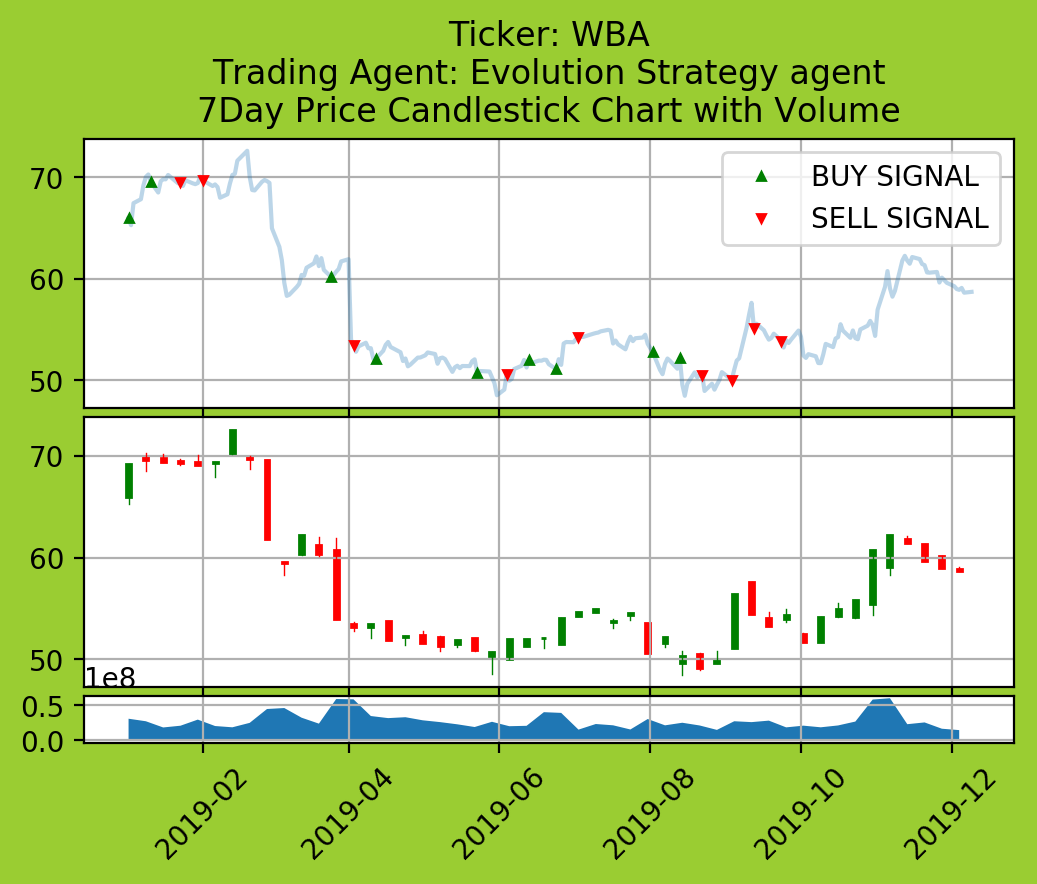 Ticker: WBA
Trading Agent: Evolution Strategy agent
7Day Price Candlestick Chart with Volume
BUY SIGNAL
SELL SIGNAL
70
60
50
70
60
50
1e8
0.5
0.0
2019-02
2019-04
2019-06
2019-08
2019-10
2019-12